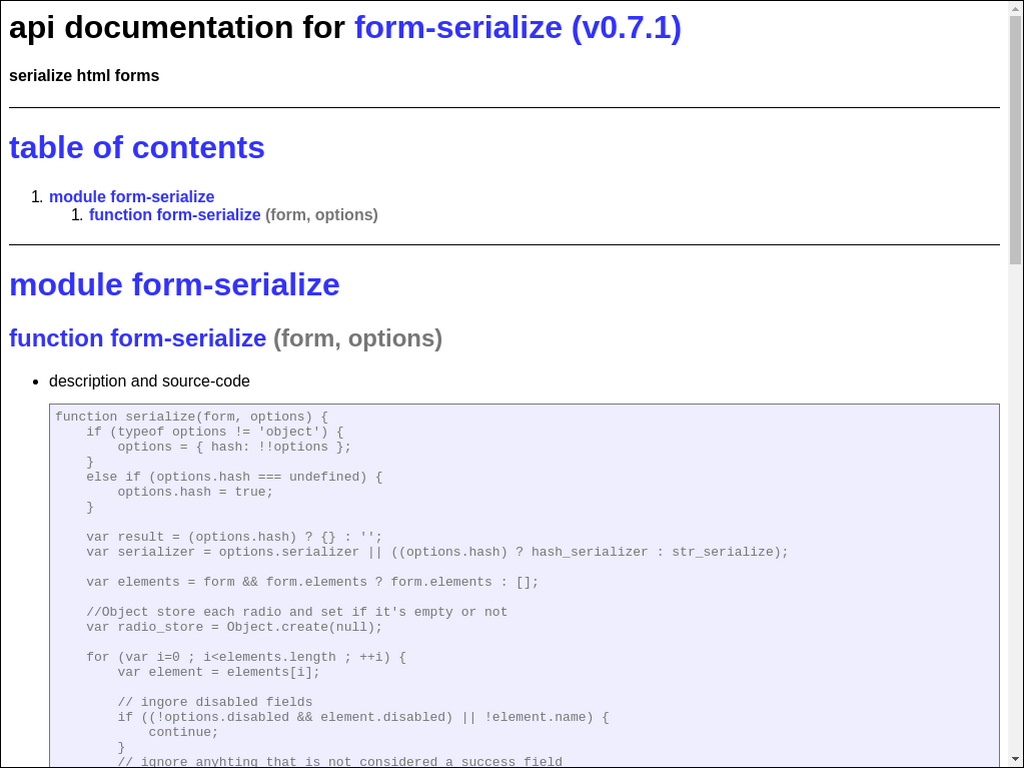 api documentation for form-serialize (v0.7.1)
serialize html forms
table of contents
1. module form-serialize
1. function form-serialize (form, options)
module form-serialize
function form-serialize (form, options)
• description and source-code
function serialize(form, options) {
    if (typeof options != 'object') {
        options = { hash: !!options };
    }
    else if (options.hash === undefined) {
        options.hash = true;
    }
    var result = (options.hash) ? {} : '';
    var serializer = options.serializer || ((options.hash) ? hash_serializer : str_serialize);
    var elements = form && form.elements ? form.elements : [];
    //Object store each radio and set if it's empty or not
    var radio_store = Object.create(null);
    for (var i=0 ; i<elements.length ; ++i) {
        var element = elements[i];
        // ingore disabled fields
        if ((!options.disabled && element.disabled) || !element.name) {
            continue;
        }
        // ignore anyhting that is not considered a success field